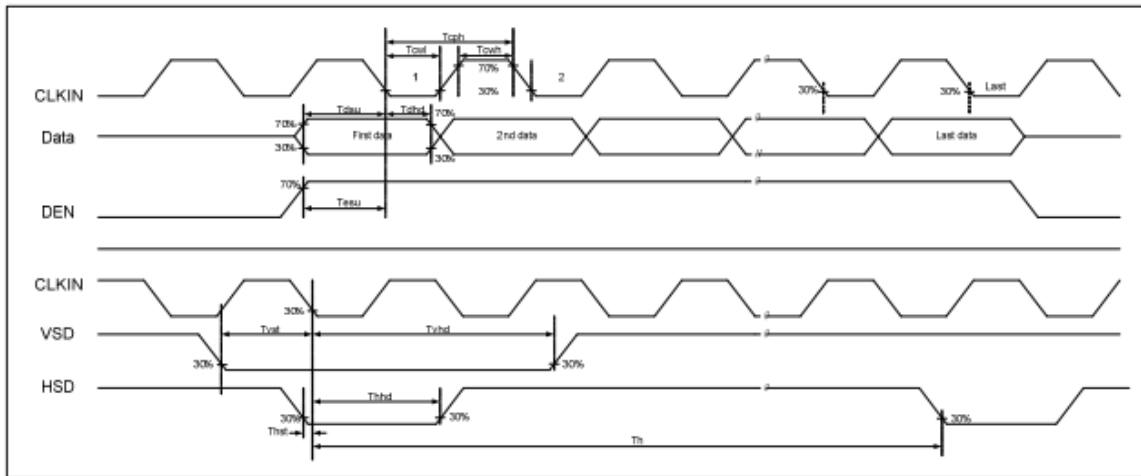 Tcph
Tcwl Tcwh
70%
1 2
30% 30% 30% Last
CLKIN
Tdsu Tdhd
70% 70%
Data First data 2nd data Last data
30% 30%
70%
DEN Tesu
CLKIN
30%
VSD Tvst Tvhd
30% 30%
HSD Thhd
30% 30% 30%
Thst
Th